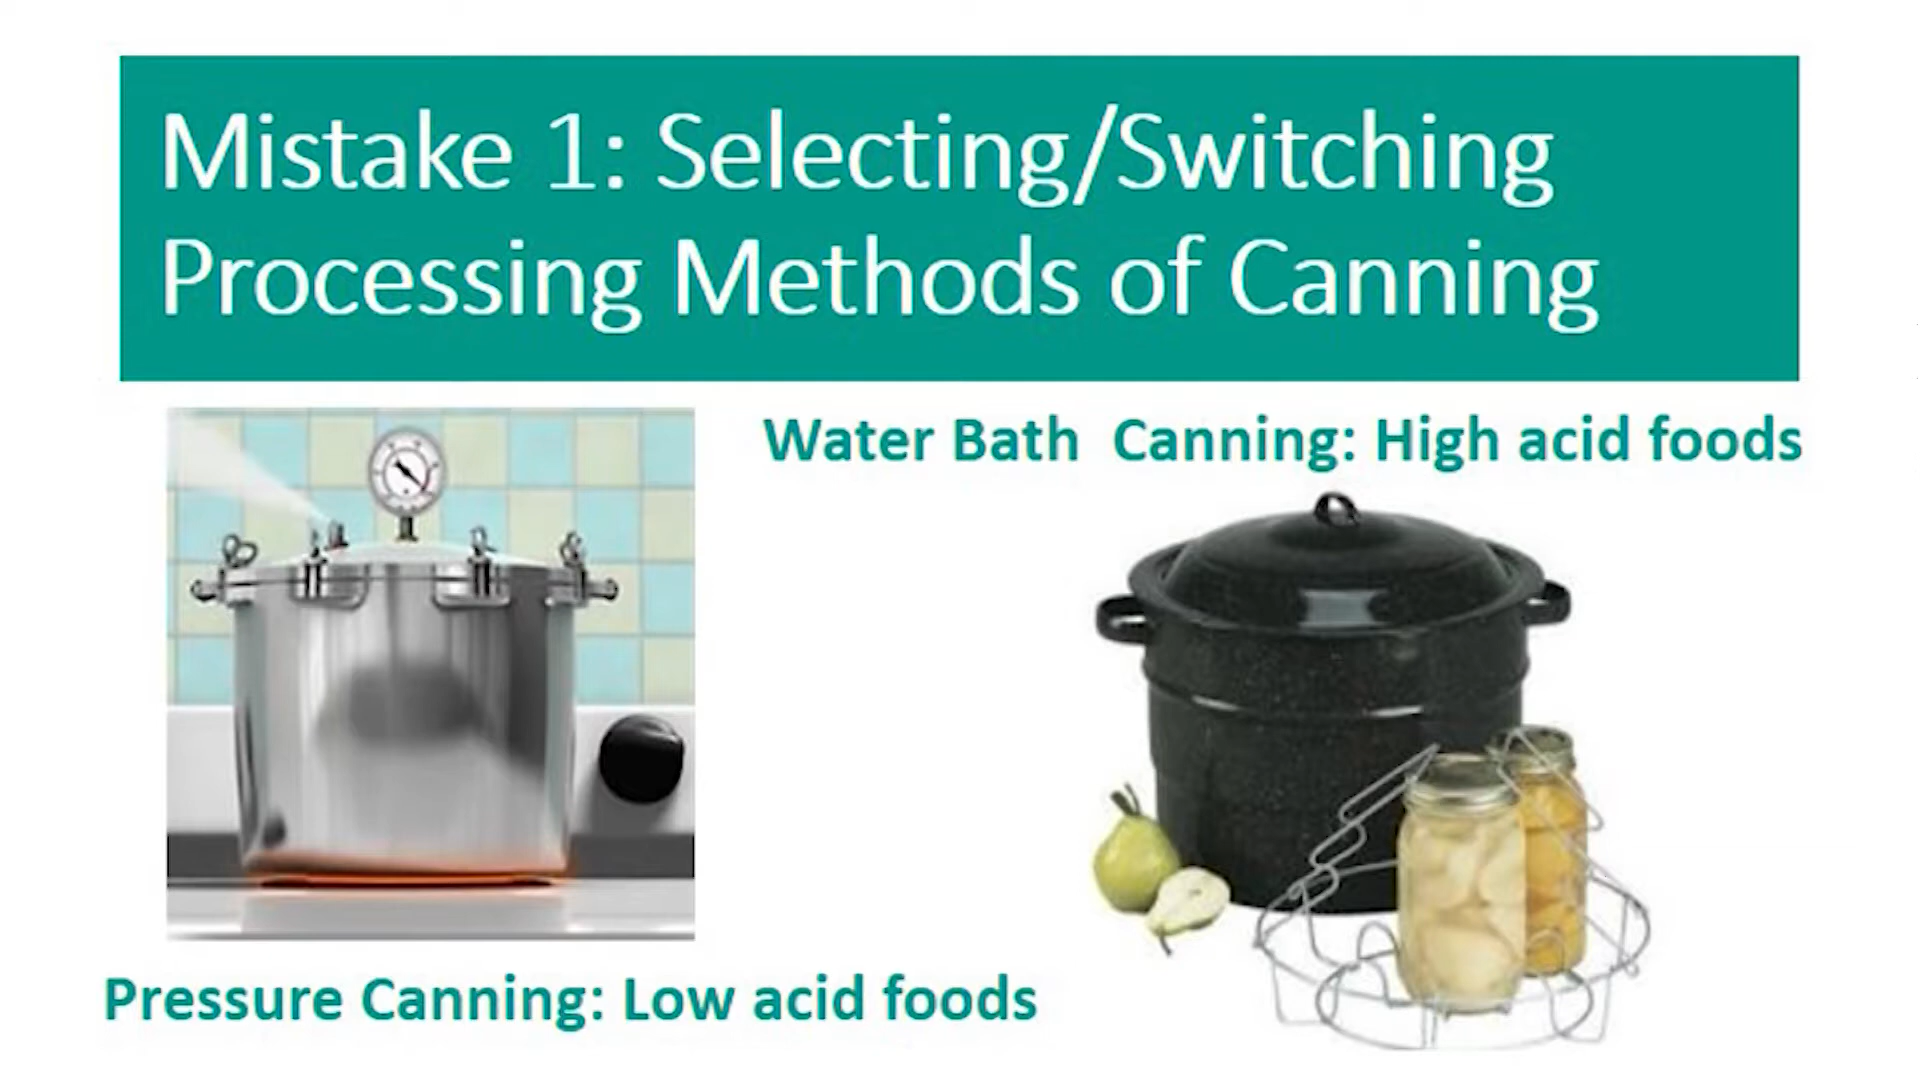 Mistake 1: Selecting/Switching
Processing Methods of Canning
Water Bath Canning: High acid foods
Pressure Canning: Low acid foods